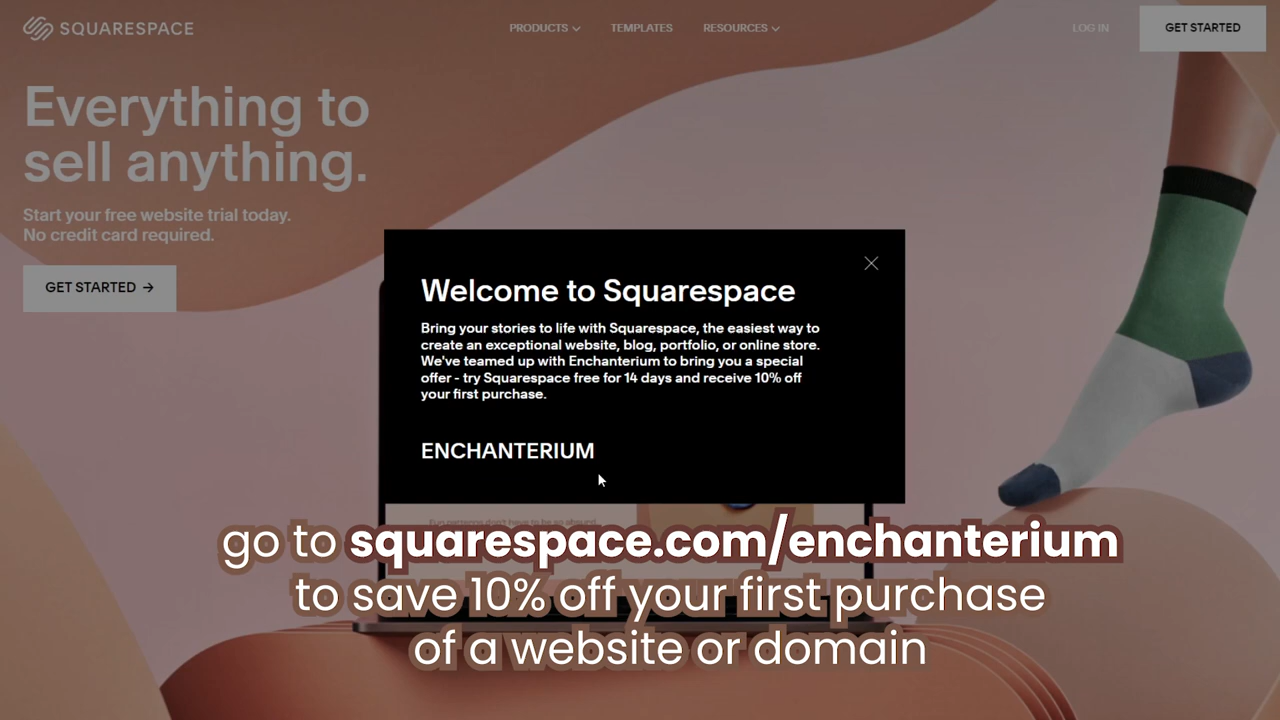 SQUARESPACE
PRODUCTS
TEMPLATES
RESOURCES
LOG IN
GET STARTED
Everything to
sell anything.
Start your free website trial today.
No credit card required.
GET STARTED →
Welcome to Squarespace
Bring your stories to life with Squarespace, the easiest way to
create an exceptional website, blog, portfolio, or online store.
We've teamed up with Enchanterium to bring you a special
offer - try Squarespace free for 14 days and receive 10% off
your first purchase.
ENCHANTERIUM
go to squarespace.com/enchanterium
to save 10% off your first purchase
of a website or domain